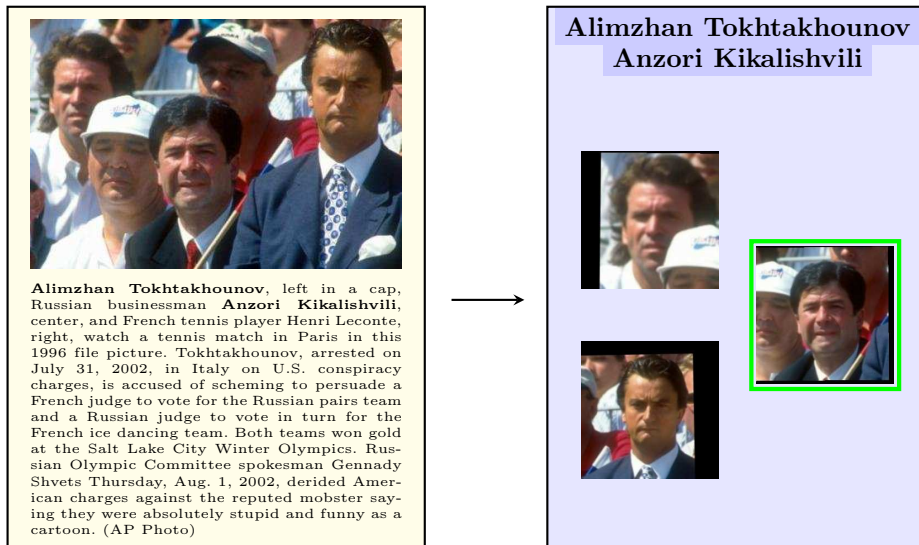 Alimzhan Tokhtakhounov, left in a cap,
Russian businessman Anzori Kikalishvili,
center, and French tennis player Henri Leconte,
right, watch a tennis match in Paris in this
1996 file picture. Tokhtakhounov, arrested on
July 31, 2002, in Italy on U.S. conspiracy
charges, is accused of scheming to persuade a
French judge to vote for the Russian pairs team
and a Russian judge to vote in turn for the
French ice dancing team. Both teams won gold
at the Salt Lake City Winter Olympics. Rus-
sian Olympic Committee spokesman Gennady
Shvets Thursday, Aug. 1, 2002, derided Amer-
ican charges against the reputed mobster say-
ing they were absolutely stupid and funny as a
cartoon. (AP Photo)
Alimzhan Tokhtakhounov
Anzori Kikalishvili